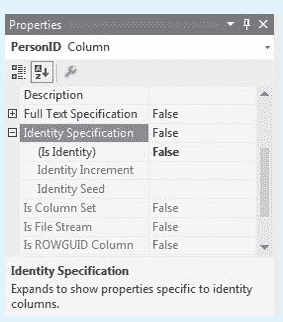 Properties
PersonID Column
Description
Full Text Specification False
Identity Specification False
(Is Identity) False
Identity Increment
Identity Seed
Is Column Set False
Is File Stream False
Is ROWGUID Column False
Identity Specification
Expands to show properties specific to identity
columns.